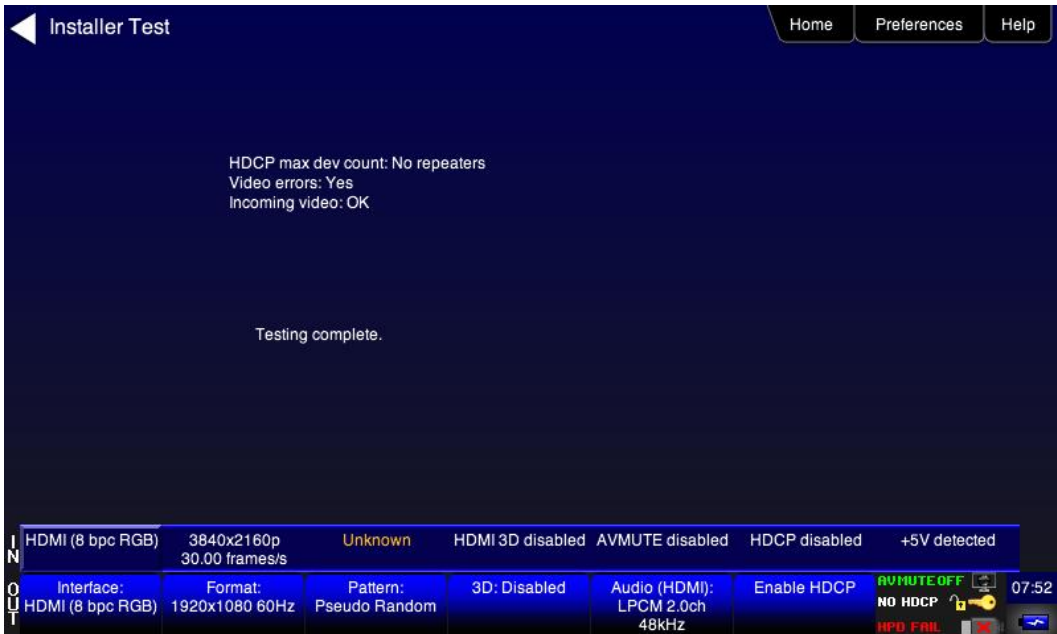 Installer Test
Home
Preferences
Help
HDCP max dev count: No repeaters
Video errors: Yes
Incoming video: OK
Testing complete.
IN
HDMI (8 bpc RGB)
3840x2160p
30.00 frames/s
Unknown
HDMI 3D disabled
AVMUTE disabled
HDCP disabled
+5V detected
OUT
Interface:
HDMI (8 bpc RGB)
Format:
1920x1080 60Hz
Pattern:
Pseudo Random
3D: Disabled
Audio (HDMI):
LPCM 2.0ch
48kHz
Enable HDCP
AVMUTE OFF
NO HDCP
HPD FAIL
07:52